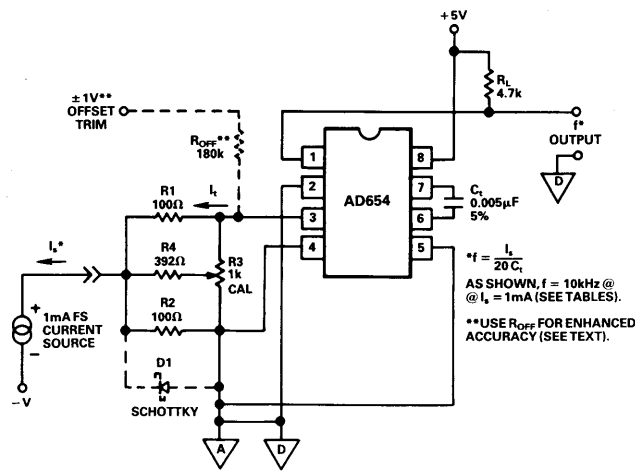 +5V
R_L
4.7k
±1V**
OFFSET
TRIM
R_OFF**
180k
f*
OUTPUT
D
1
8
2
7
AD654
C_t
0.005µF
5%
3
6
4
5
R1
100Ω
I_t
I_s*
R4
392Ω
R3
1k
CAL
R2
100Ω
+
1mA FS
CURRENT
SOURCE
−
−V
D1
SCHOTTKY
A
D
*f = I_s
20 C_t
AS SHOWN, f = 10kHz @
@ I_s = 1mA (SEE TABLES).
**USE R_OFF FOR ENHANCED
ACCURACY (SEE TEXT).